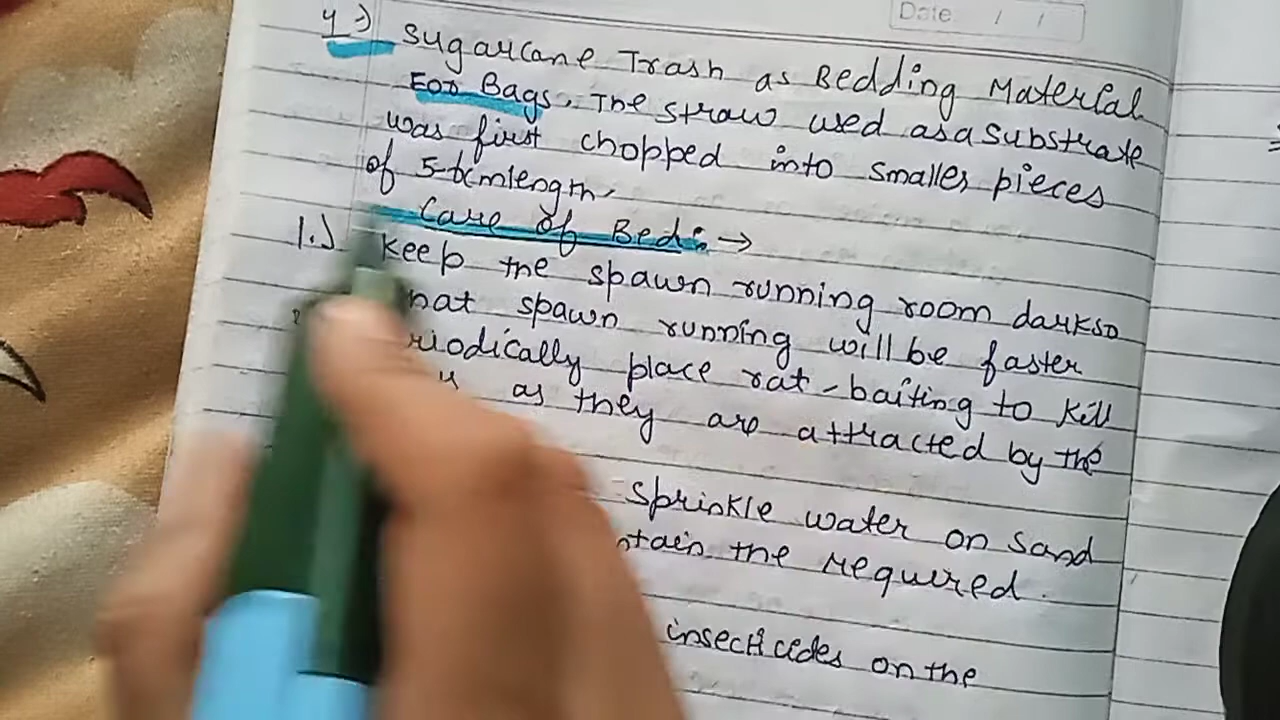 Date / /
4.) Sugarcane Trash as Bedding Material
For Bags. The straw used as a substrate
was first chopped into smaller pieces
of 5-6cm length.
Care of Bed:→
1.) Keep the spawn running room dark so
spawn running will be faster
place rat-baiting to kill
as they are attracted by the
sprinkle water on sand
the required.
insecticides on the